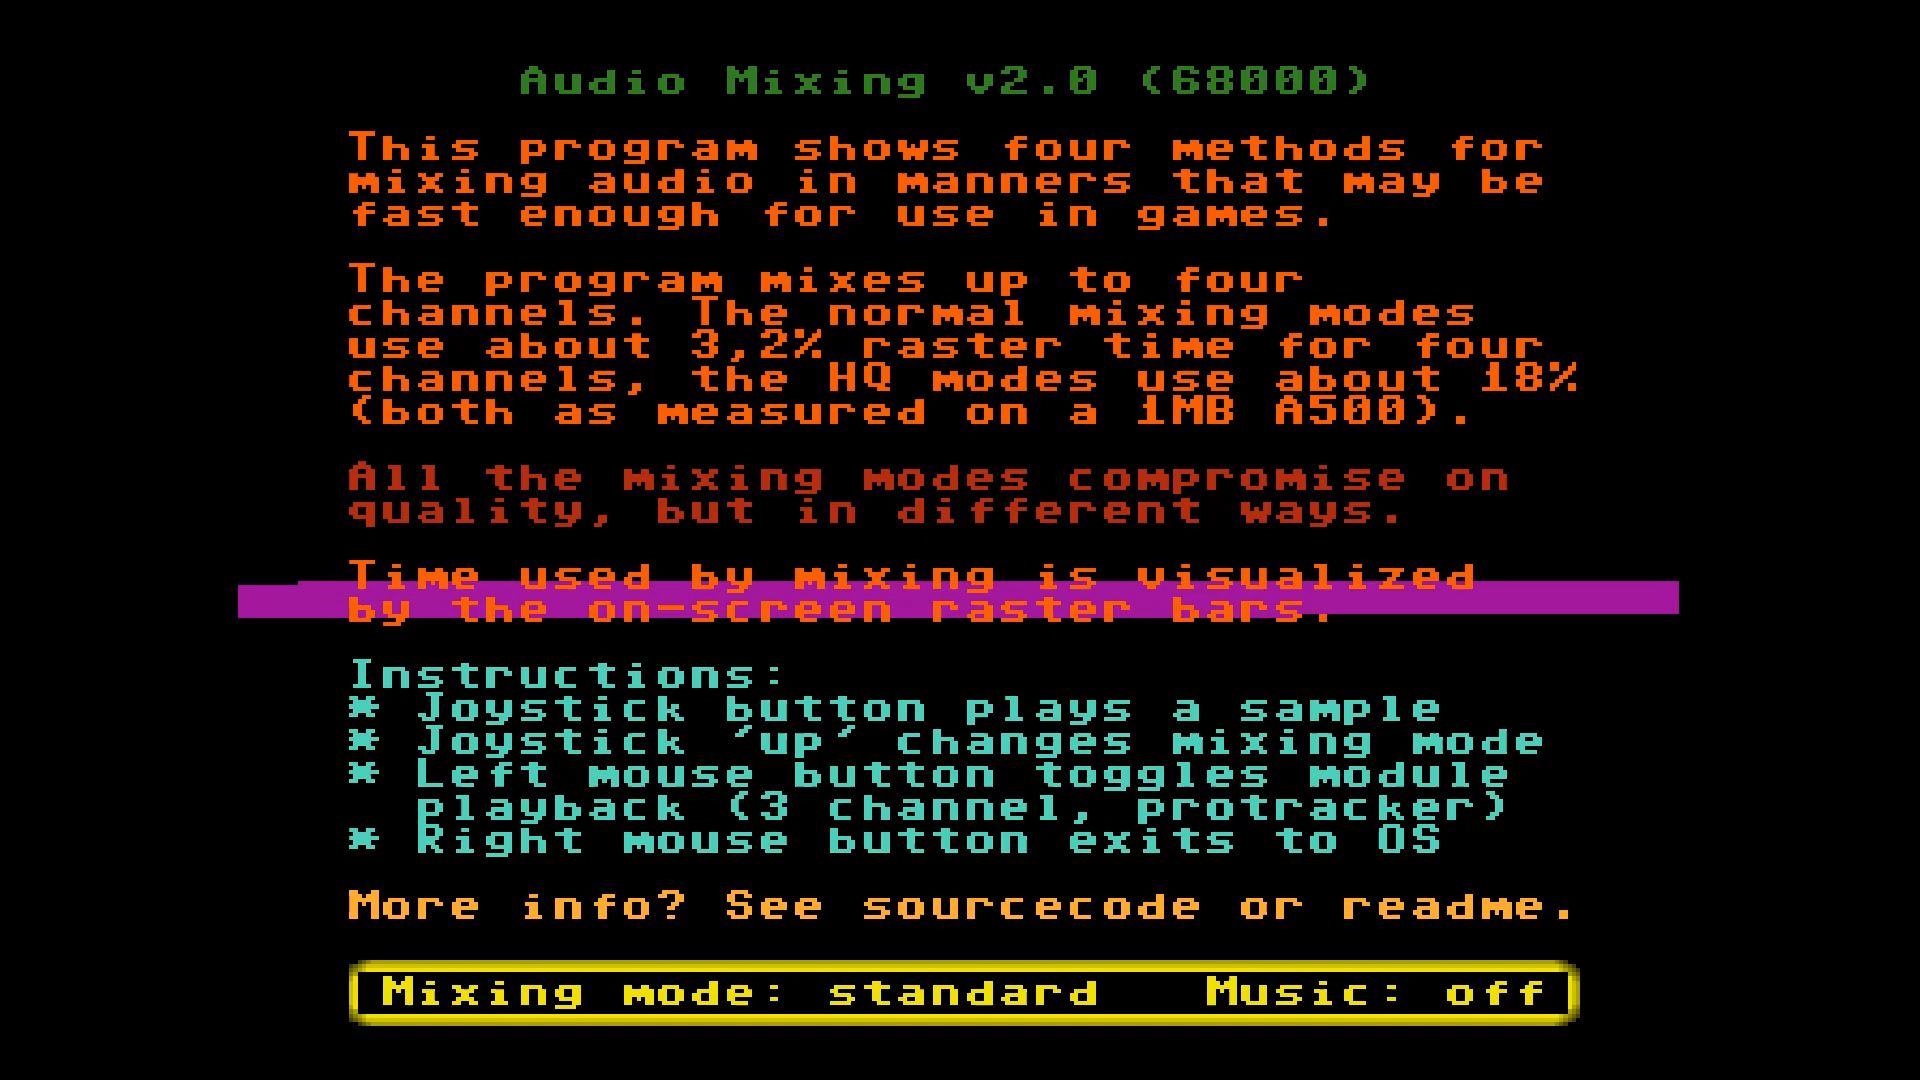 Audio Mixing v2.0 (68000)
This program shows four methods for
mixing audio in manners that may be
fast enough for use in games.
The program mixes up to four
channels. The normal mixing modes
use about 3,2% raster time for four
channels, the HQ modes use about 18%
(both as measured on a 1MB A500).
All the mixing modes compromise on
quality, but in different ways.
Time used by mixing is visualized
by the on-screen raster bars.
Instructions:
* Joystick button plays a sample
* Joystick 'up' changes mixing mode
* Left mouse button toggles module
playback (3 channel, protracker)
* Right mouse button exits to OS
More info? See sourcecode or readme.
Mixing mode: standard Music: off